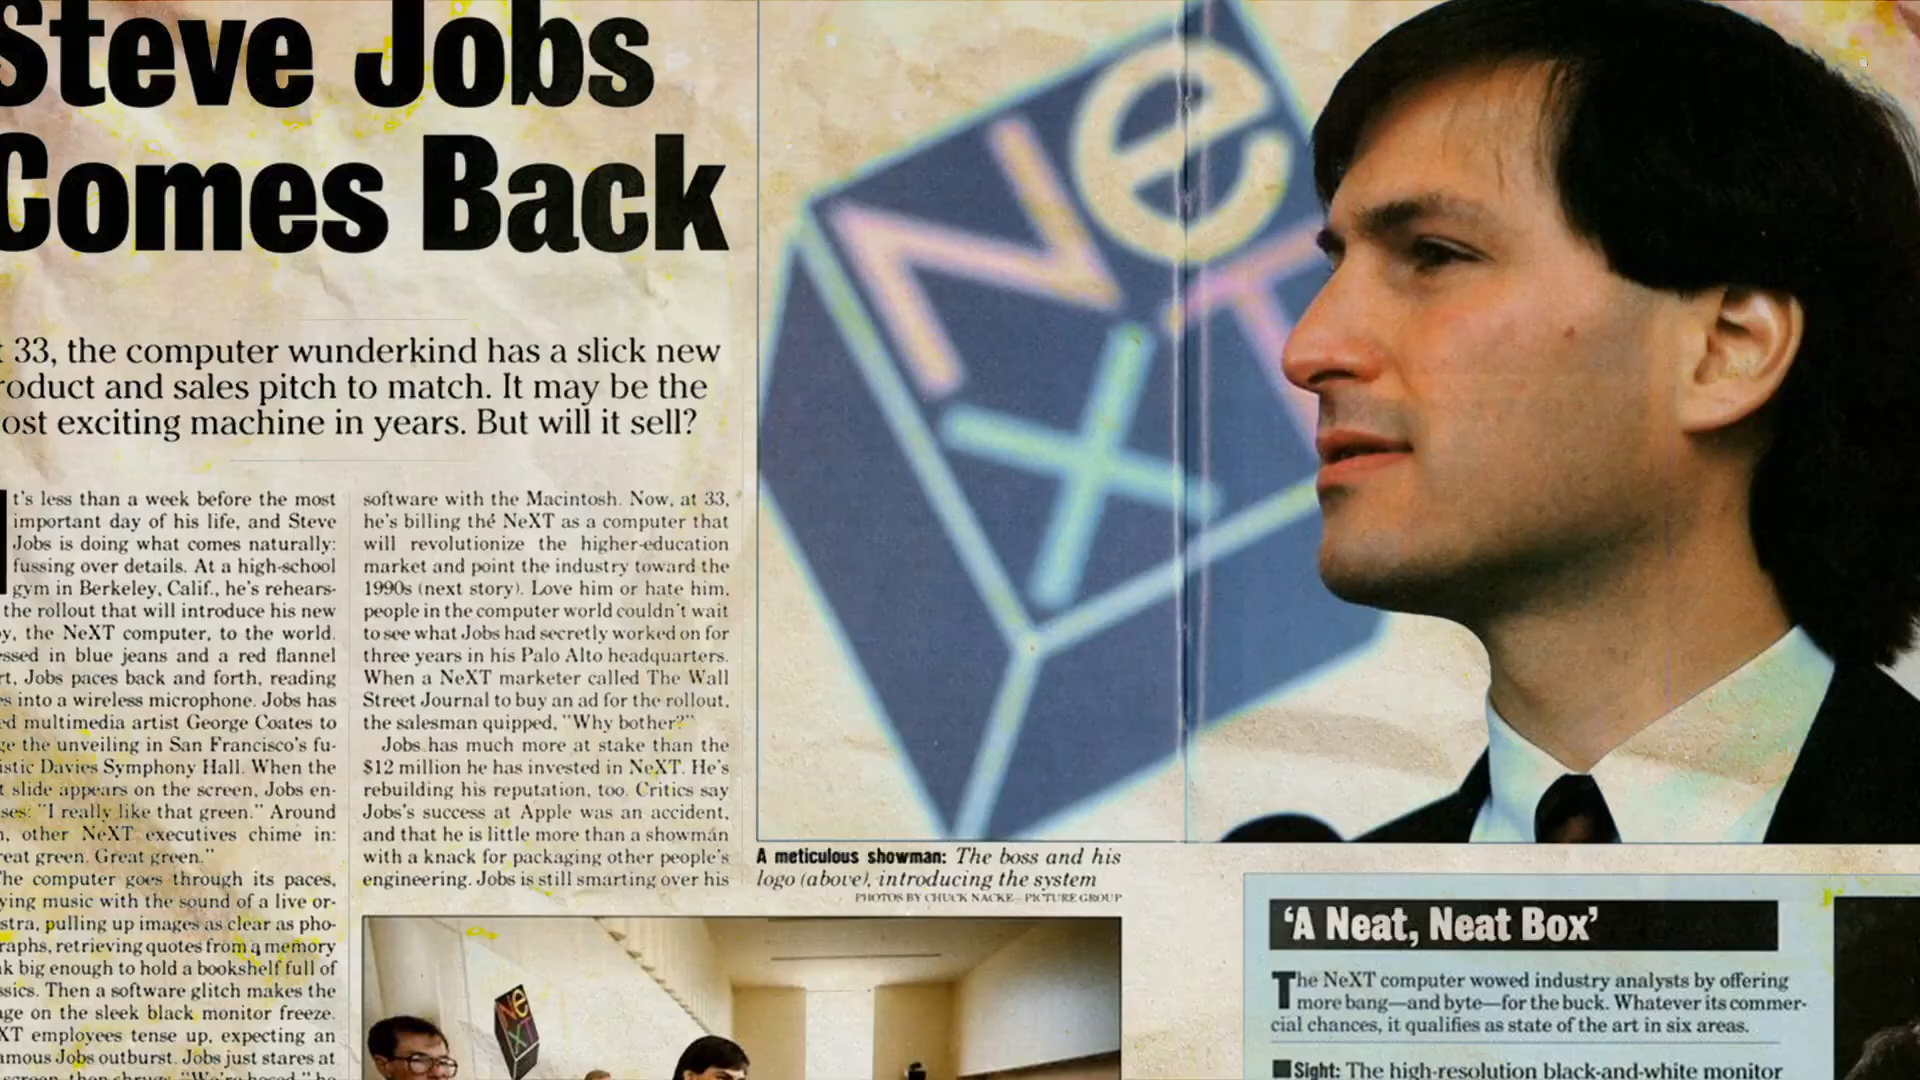 Steve Jobs
Comes Back
33, the computer wunderkind has a slick new
roduct and sales pitch to match. It may be the
ost exciting machine in years. But will it sell?
t's less than a week before the most
important day of his life, and Steve
Jobs is doing what comes naturally:
fussing over details. At a high-school
gym in Berkeley, Calif., he's rehears-
the rollout that will introduce his new
y, the NeXT computer, to the world.
ssed in blue jeans and a red flannel
rt, Jobs paces back and forth, reading
s into a wireless microphone. Jobs has
ed multimedia artist George Coates to
ge the unveiling in San Francisco's fu-
istic Davies Symphony Hall. When the
t slide appears on the screen, Jobs en-
ses: "I really like that green." Around
, other NeXT executives chime in:
reat green. Great green."
he computer goes through its paces,
ying music with the sound of a live or-
stra, pulling up images as clear as pho-
raphs, retrieving quotes from a memory
k big enough to hold a bookshelf full of
ssics. Then a software glitch makes the
ge on the sleek black monitor freeze.
XT employees tense up, expecting an
amous Jobs outburst. Jobs just stares at
screen, then shrugs. "We're hosed," he
software with the Macintosh. Now, at 33,
he's billing the NeXT as a computer that
will revolutionize the higher-education
market and point the industry toward the
1990s (next story). Love him or hate him,
people in the computer world couldn't wait
to see what Jobs had secretly worked on for
three years in his Palo Alto headquarters.
When a NeXT marketer called The Wall
Street Journal to buy an ad for the rollout,
the salesman quipped, "Why bother?"
Jobs has much more at stake than the
$12 million he has invested in NeXT. He's
rebuilding his reputation, too. Critics say
Jobs's success at Apple was an accident,
and that he is little more than a showman
with a knack for packaging other people's
engineering. Jobs is still smarting over his
Ne
XT
A meticulous showman: The boss and his
logo (above), introducing the system
PHOTOS BY CHUCK NACKE—PICTURE GROUP
Ne
XT
'A Neat, Neat Box'
The NeXT computer wowed industry analysts by offering
more bang—and byte—for the buck. Whatever its commer-
cial chances, it qualifies as state of the art in six areas.
■Sight: The high-resolution black-and-white monitor